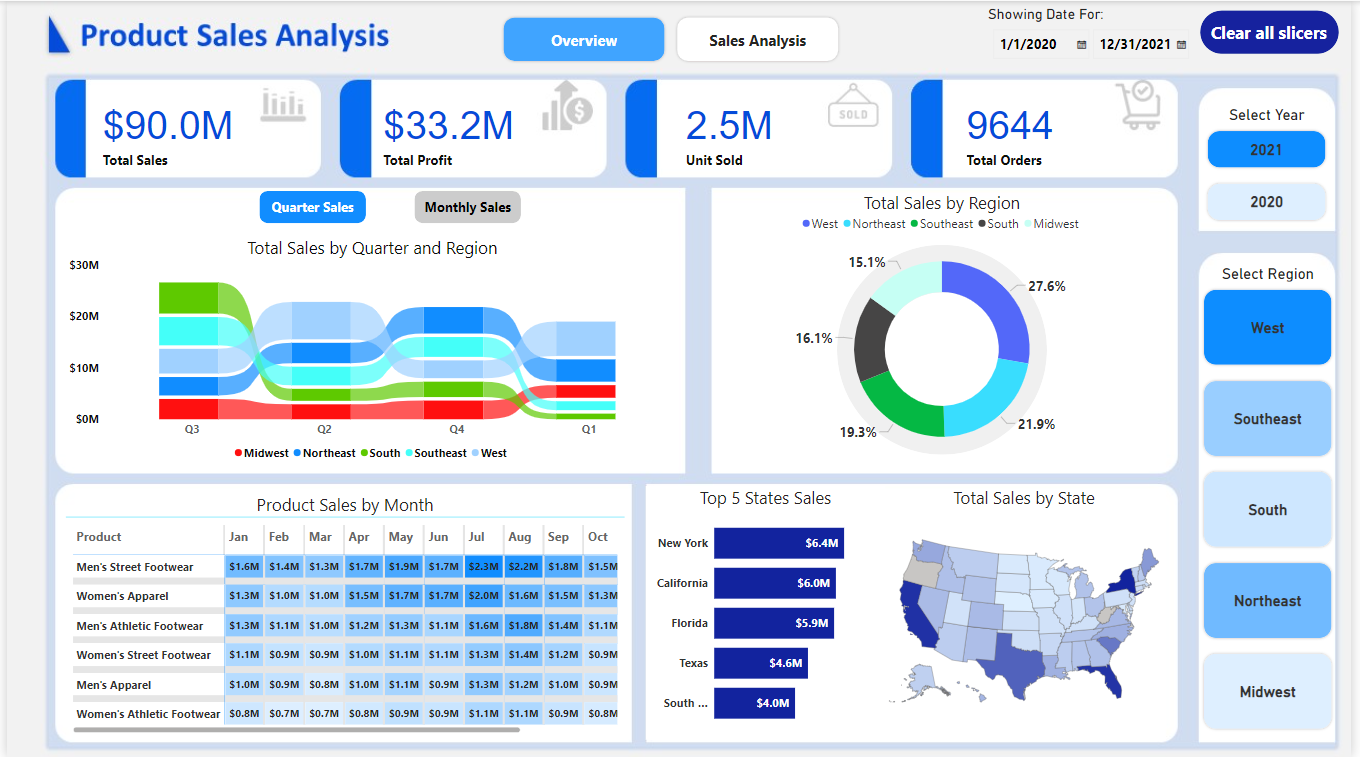 Product Sales Analysis
Overview
Sales Analysis
Showing Date For:
1/1/2020
12/31/2021
Clear all slicers
$90.0M
Total Sales
$33.2M
Total Profit
2.5M
Unit Sold
SOLD
9644
Total Orders
Select Year
2021
2020
Quarter Sales
Monthly Sales
Total Sales by Quarter and Region
$30M
$20M
$10M
$0M
Q3 Q2 Q4 Q1
Midwest Northeast South Southeast West
Total Sales by Region
West Northeast Southeast South Midwest
15.1%
27.6%
16.1%
19.3%
21.9%
Select Region
West
Southeast
South
Northeast
Midwest
Product Sales by Month
Product Jan Feb Mar Apr May Jun Jul Aug Sep Oct
Men's Street Footwear $1.6M $1.4M $1.3M $1.7M $1.9M $1.7M $2.3M $2.2M $1.8M $1.5M
Women's Apparel $1.3M $1.0M $1.0M $1.5M $1.7M $1.7M $2.0M $1.6M $1.5M $1.3M
Men's Athletic Footwear $1.3M $1.1M $1.0M $1.2M $1.3M $1.1M $1.6M $1.8M $1.4M $1.1M
Women's Street Footwear $1.1M $0.9M $0.9M $1.0M $1.1M $1.1M $1.3M $1.4M $1.2M $0.9M
Men's Apparel $1.0M $0.9M $0.8M $1.0M $1.1M $0.9M $1.3M $1.2M $1.0M $0.9M
Women's Athletic Footwear $0.8M $0.7M $0.7M $0.8M $0.9M $0.9M $1.1M $1.1M $0.9M $0.8M
Top 5 States Sales
New York $6.4M
California $6.0M
Florida $5.9M
Texas $4.6M
South ... $4.0M
Total Sales by State